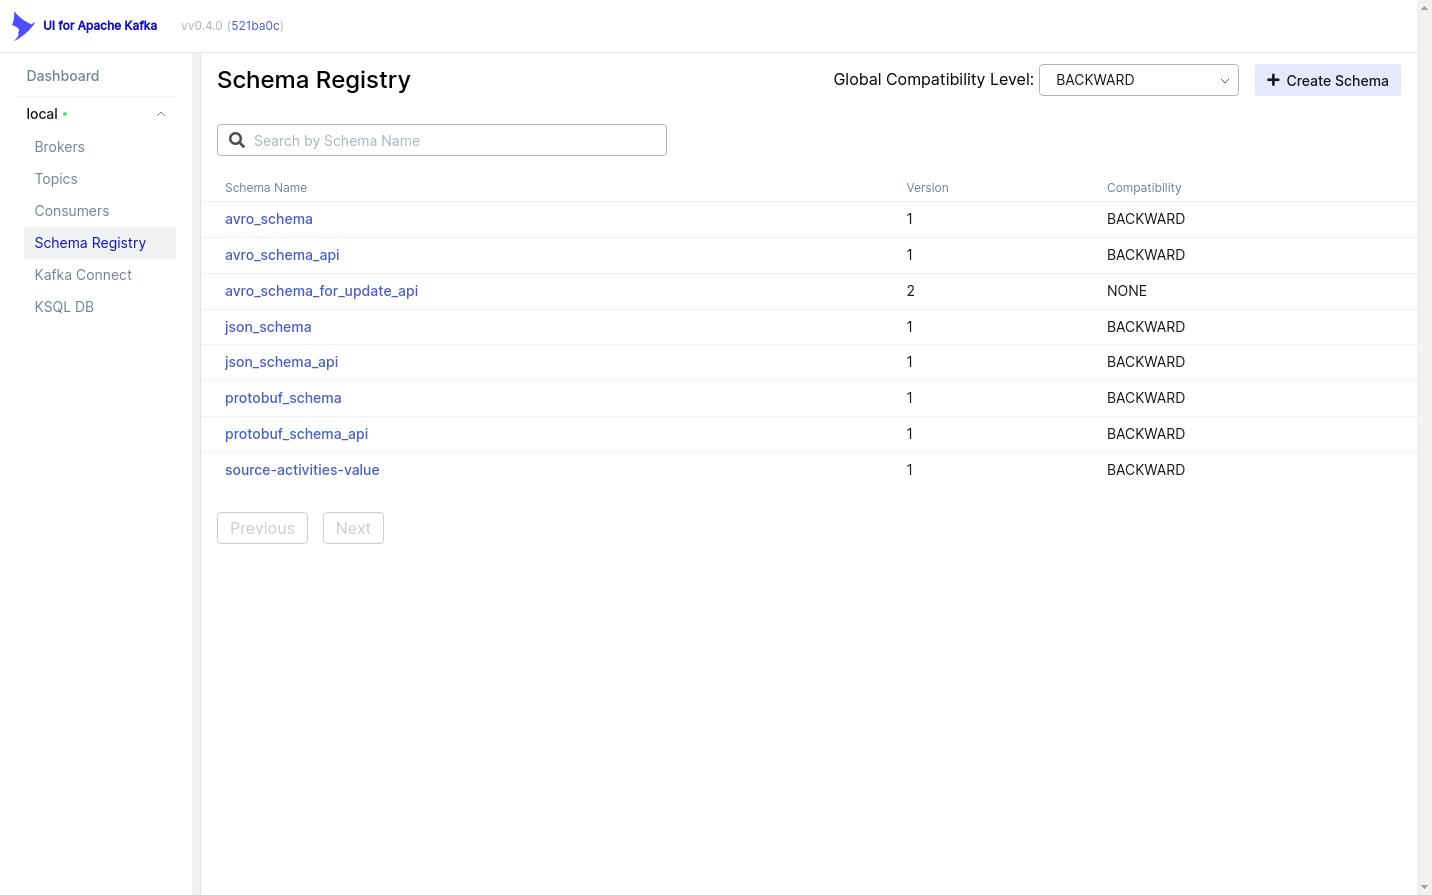 UI for Apache Kafka vv0.4.0 (521ba0c)
Dashboard
local
Brokers
Topics
Consumers
Schema Registry
Kafka Connect
KSQL DB
Schema Registry
Global Compatibility Level: BACKWARD Create Schema
Search by Schema Name
Schema Name Version Compatibility
avro_schema 1 BACKWARD
avro_schema_api 1 BACKWARD
avro_schema_for_update_api 2 NONE
json_schema 1 BACKWARD
json_schema_api 1 BACKWARD
protobuf_schema 1 BACKWARD
protobuf_schema_api 1 BACKWARD
source-activities-value 1 BACKWARD
Previous Next